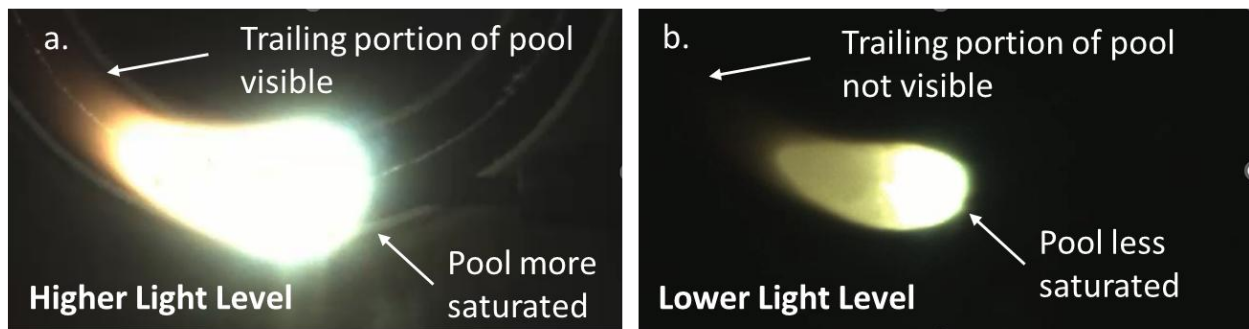 a.
Trailing portion of pool
visible
Pool more
saturated
Higher Light Level
b.
Trailing portion of pool
not visible
Pool less
saturated
Lower Light Level